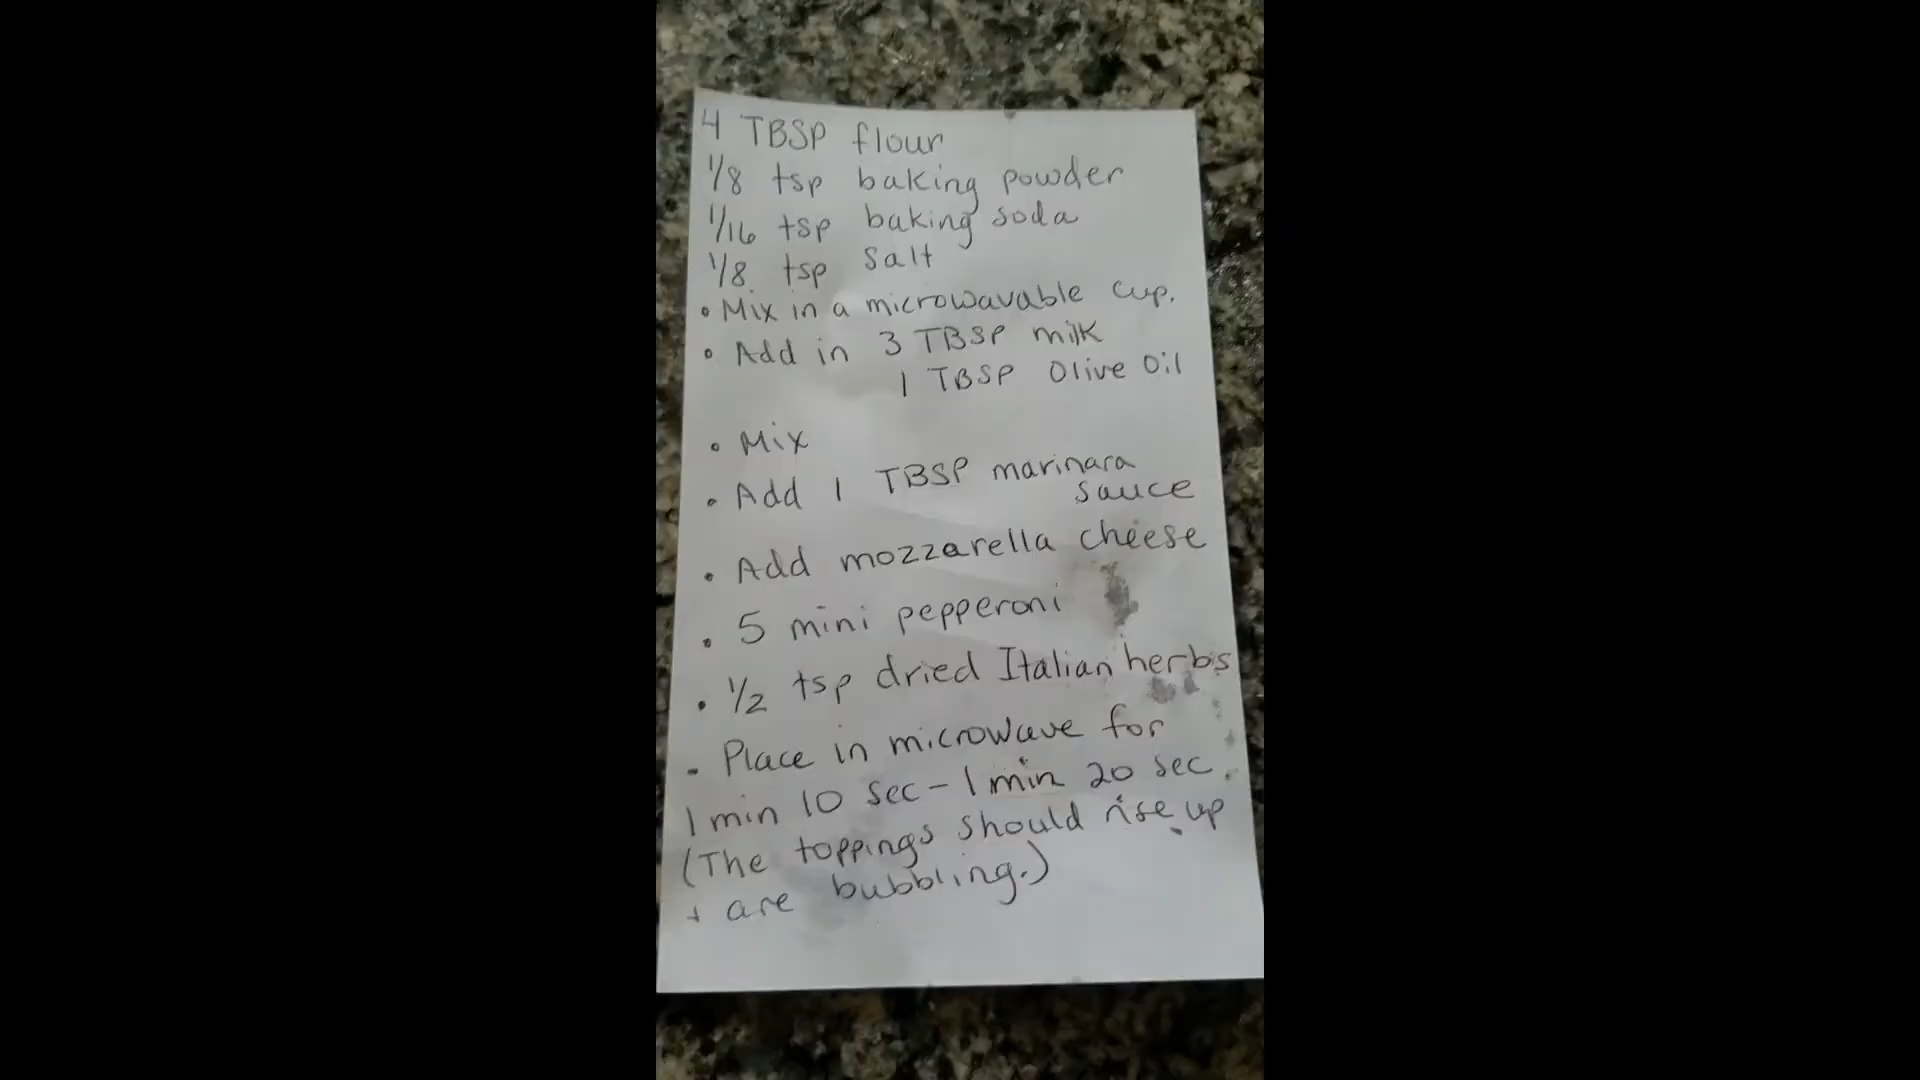 4 TBSP flour
1/8 tsp baking powder
1/16 tsp baking soda
1/8 tsp salt
• Mix in a microwavable cup.
• Add in 3 TBSP milk
1 TBSP Olive Oil
• Mix
• Add 1 TBSP marinara
sauce
• Add mozzarella cheese
• 5 mini pepperoni
• 1/2 tsp dried Italian herbs
- Place in microwave for
1 min 10 sec - 1 min 20 sec.
(The toppings should rise up
+ are bubbling.)